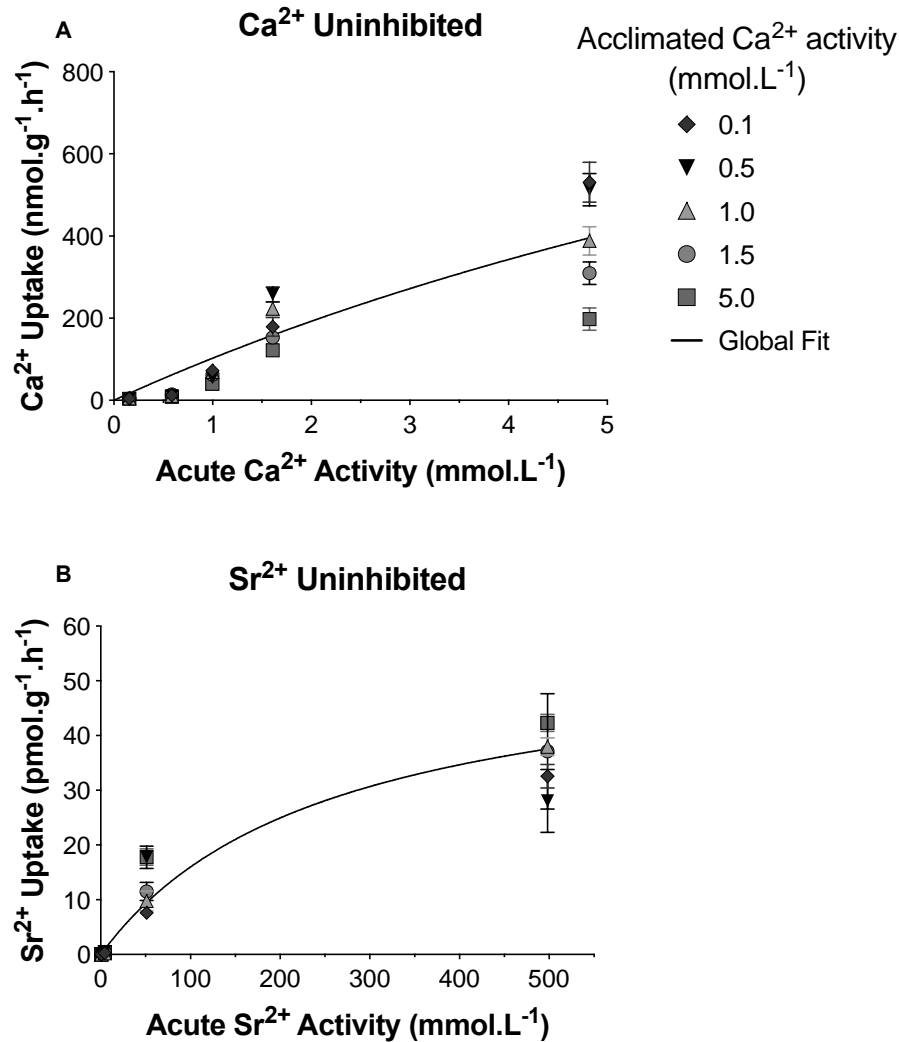 A
Ca²⁺ Uninhibited
Ca²⁺ Uptake (nmol.g⁻¹.h⁻¹)
800
600
400
200
0
0 1 2 3 4 5
Acute Ca²⁺ Activity (mmol.L⁻¹)
Acclimated Ca²⁺ activity
(mmol.L⁻¹)
0.1
0.5
1.0
1.5
5.0
Global Fit
B
Sr²⁺ Uninhibited
Sr²⁺ Uptake (pmol.g⁻¹.h⁻¹)
60
50
40
30
20
10
0
0 100 200 300 400 500
Acute Sr²⁺ Activity (mmol.L⁻¹)